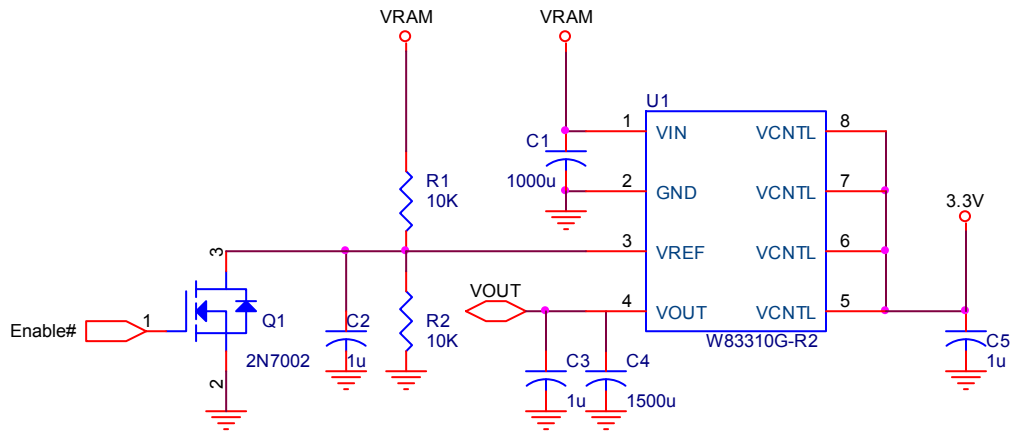 VRAM
VRAM
U1
1 VIN VCNTL 8
C1
1000u
2 GND VCNTL 7
R1
10K
3.3V
3
3 VREF VCNTL 6
VOUT
4 VOUT VCNTL 5
Enable#
1
Q1
C2
R2
10K
W83310G-R2
C5
1u
2N7002
1u
C3
C4
2
1u
1500u